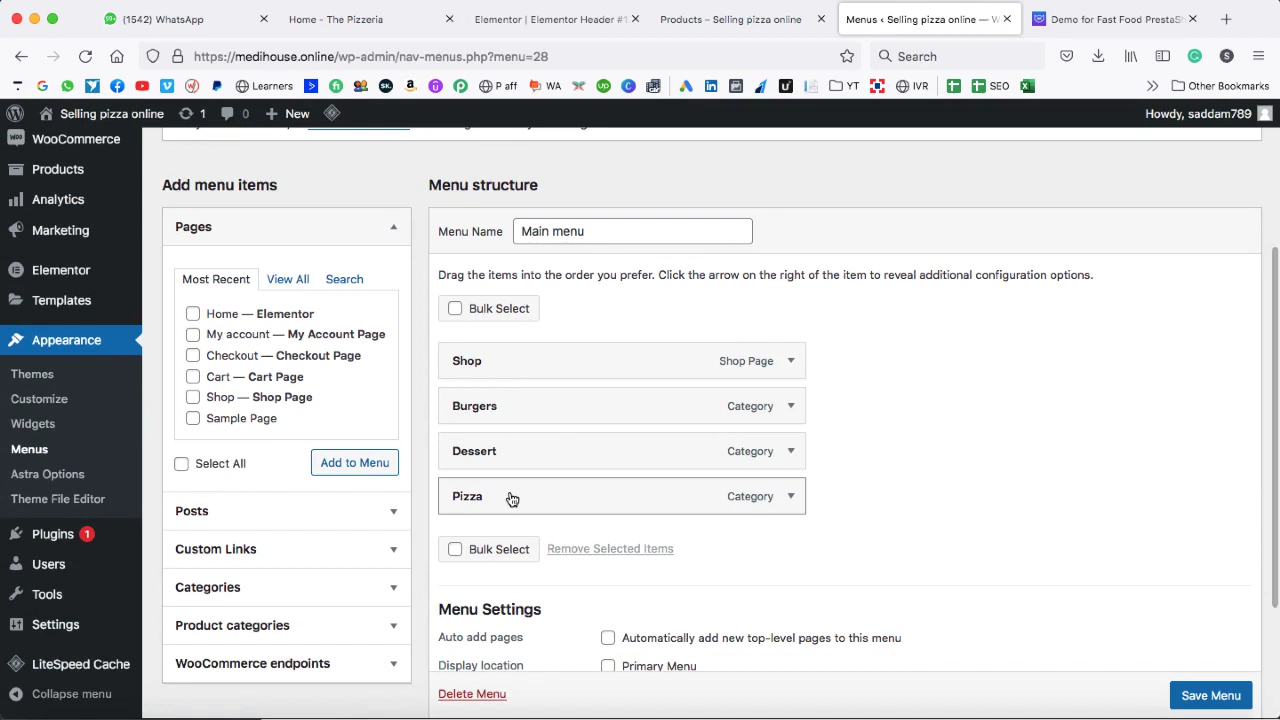 (1542) WhatsApp
Home - The Pizzeria
Elementor | Elementor Header #1
Products – Selling pizza online
Menus ‹ Selling pizza online — W
Demo for Fast Food PrestaSh
https://medihouse.online/wp-admin/nav-menus.php?menu=28
Search
Learners
P aff
WA
YT
IVR
SEO
Other Bookmarks
Selling pizza online
1
0
New
Howdy, saddam789
WooCommerce
Products
Analytics
Marketing
Elementor
Templates
Appearance
Themes
Customize
Widgets
Menus
Astra Options
Theme File Editor
Plugins 1
Users
Tools
Settings
LiteSpeed Cache
Collapse menu
Add menu items
Pages
Most Recent
View All
Search
Home — Elementor
My account — My Account Page
Checkout — Checkout Page
Cart — Cart Page
Shop — Shop Page
Sample Page
Select All
Add to Menu
Posts
Custom Links
Categories
Product categories
WooCommerce endpoints
Menu structure
Menu Name
Main menu
Drag the items into the order you prefer. Click the arrow on the right of the item to reveal additional configuration options.
Bulk Select
Shop
Shop Page
Burgers
Category
Dessert
Category
Pizza
Category
Bulk Select
Remove Selected Items
Menu Settings
Auto add pages
Automatically add new top-level pages to this menu
Display location
Primary Menu
Delete Menu
Save Menu